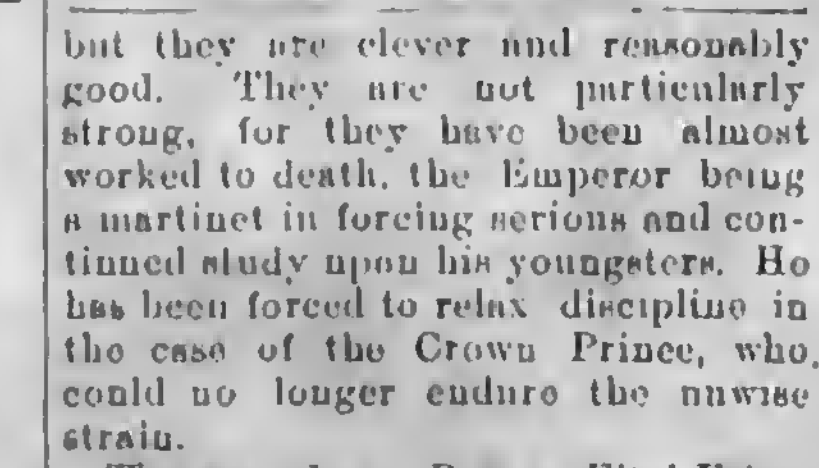 but they are clever and reasonably
good. They are not particularly
strong, for they have been almost
worked to death, the Emperor being
a martinet in forcing serious and con-
tinued study upon his youngsters. He
has been forced to relax discipline in
the case of the Crown Prince, who,
could no longer endure the unwise
strain.